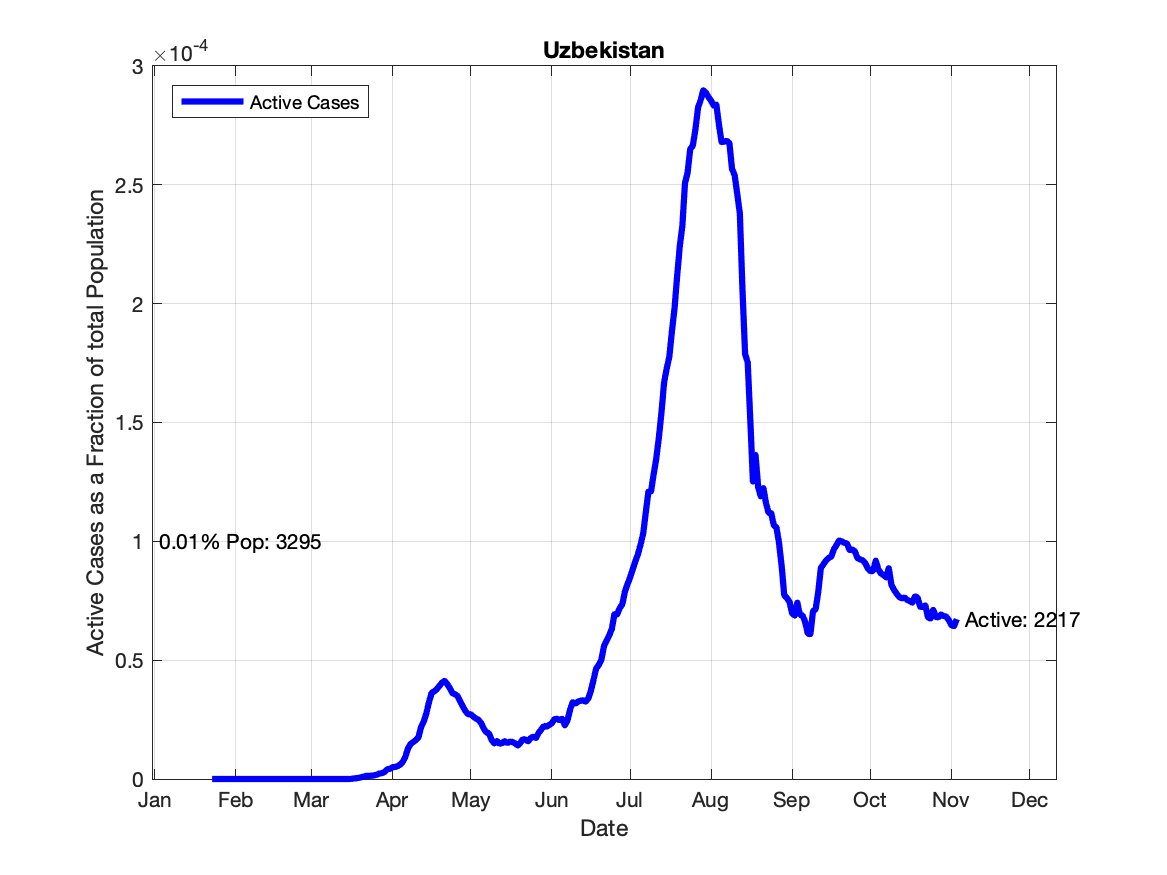 Uzbekistan
×10^-4
3
2.5
2
1.5
1
0.5
0
Active Cases as a Fraction of total Population
Active Cases
0.01% Pop: 3295
Active: 2217
Jan Feb Mar Apr May Jun Jul Aug Sep Oct Nov Dec
Date